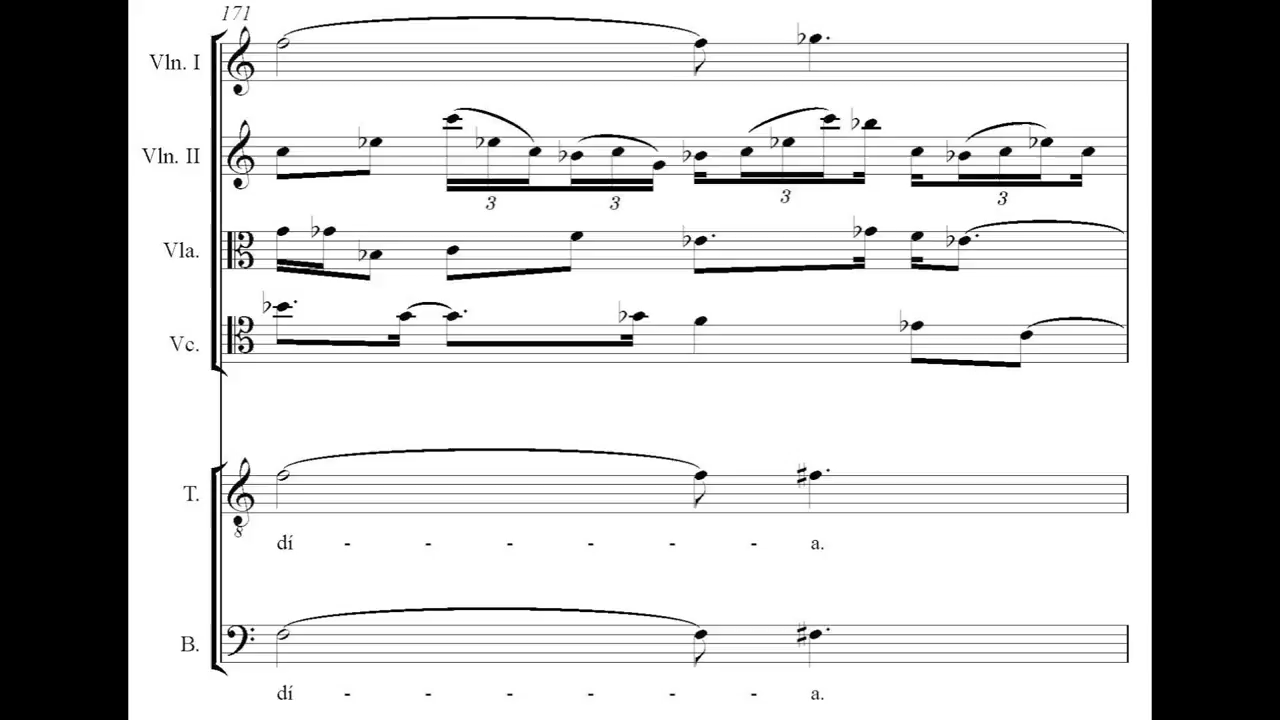 171
Vln. I
Vln. II
3 3 3 3
Vla.
Vc.
T.
8
dí - - - - - - a.
B.
dí - - - - - - a.